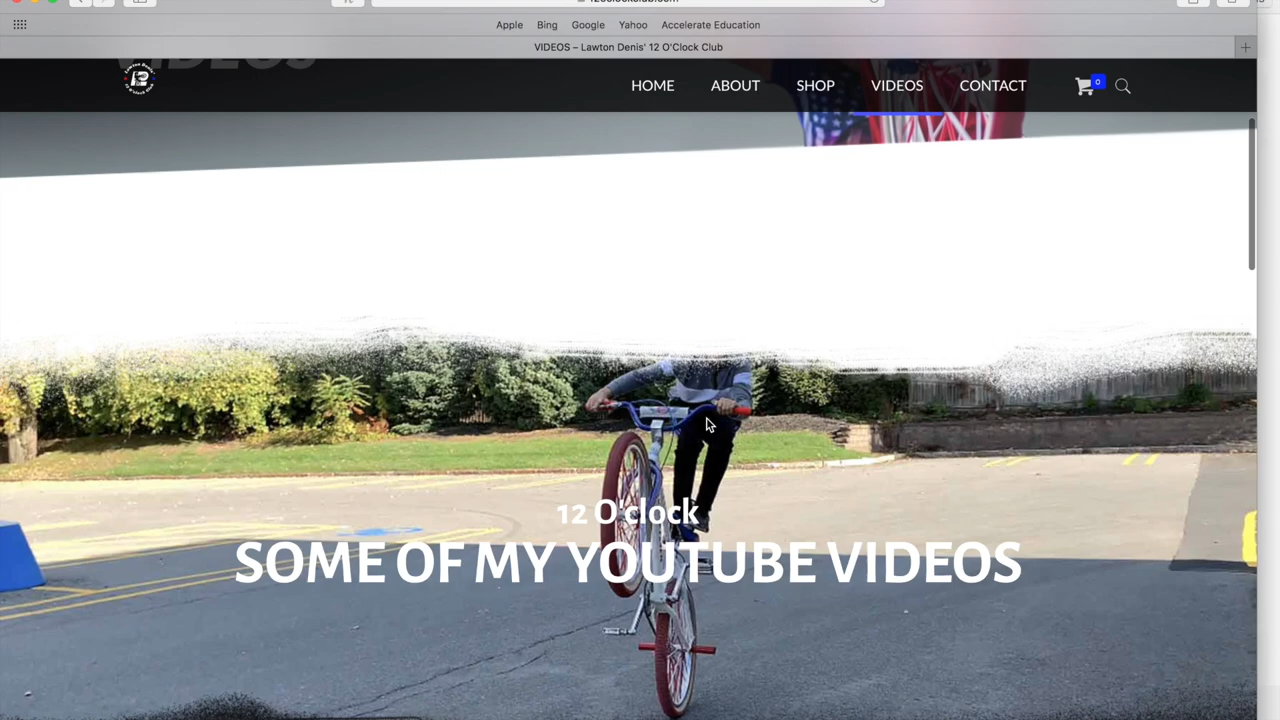 Apple Bing Google Yahoo Accelerate Education
VIDEOS – Lawton Denis' 12 O'Clock Club
VIDEOS
HOME ABOUT SHOP VIDEOS CONTACT 0
12 O'clock
SOME OF MY YOUTUBE VIDEOS